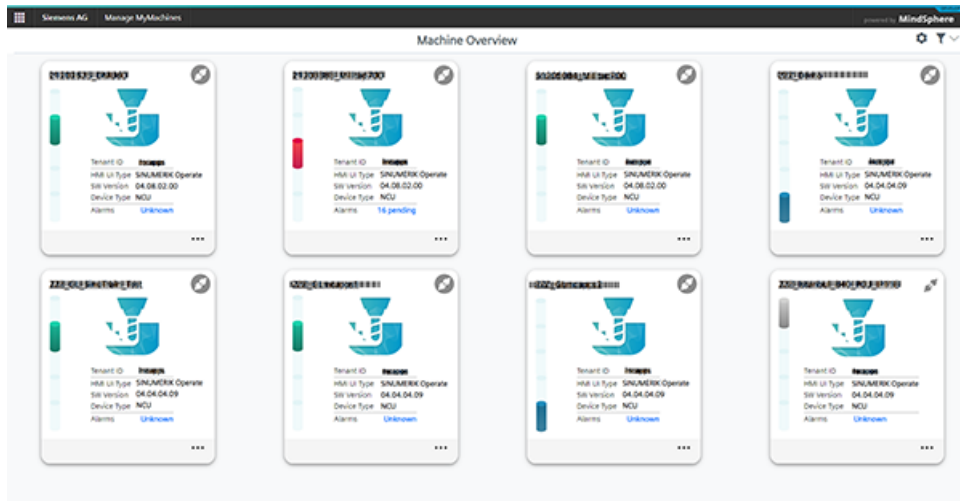 Siemens AG Manage MyMachines powered by MindSphere
Machine Overview
Tenant ID
HMI UI Type SINUMERIK Operate
SW Version 04.08.02.00
Device Type NCU
Alarms Unknown
Tenant ID
HMI UI Type SINUMERIK Operate
SW Version 04.08.02.00
Device Type NCU
Alarms 16 pending
Tenant ID
HMI UI Type SINUMERIK Operate
SW Version 04.08.02.00
Device Type NCU
Alarms Unknown
Tenant ID
HMI UI Type SINUMERIK Operate
SW Version 04.04.04.09
Device Type NCU
Alarms Unknown
Tenant ID
HMI UI Type SINUMERIK Operate
SW Version 04.04.04.09
Device Type NCU
Alarms Unknown
Tenant ID
HMI UI Type SINUMERIK Operate
SW Version 04.04.04.09
Device Type NCU
Alarms Unknown
Tenant ID
HMI UI Type SINUMERIK Operate
SW Version 04.04.04.09
Device Type NCU
Alarms Unknown
Tenant ID
HMI UI Type SINUMERIK Operate
SW Version 04.04.04.09
Device Type NCU
Alarms Unknown